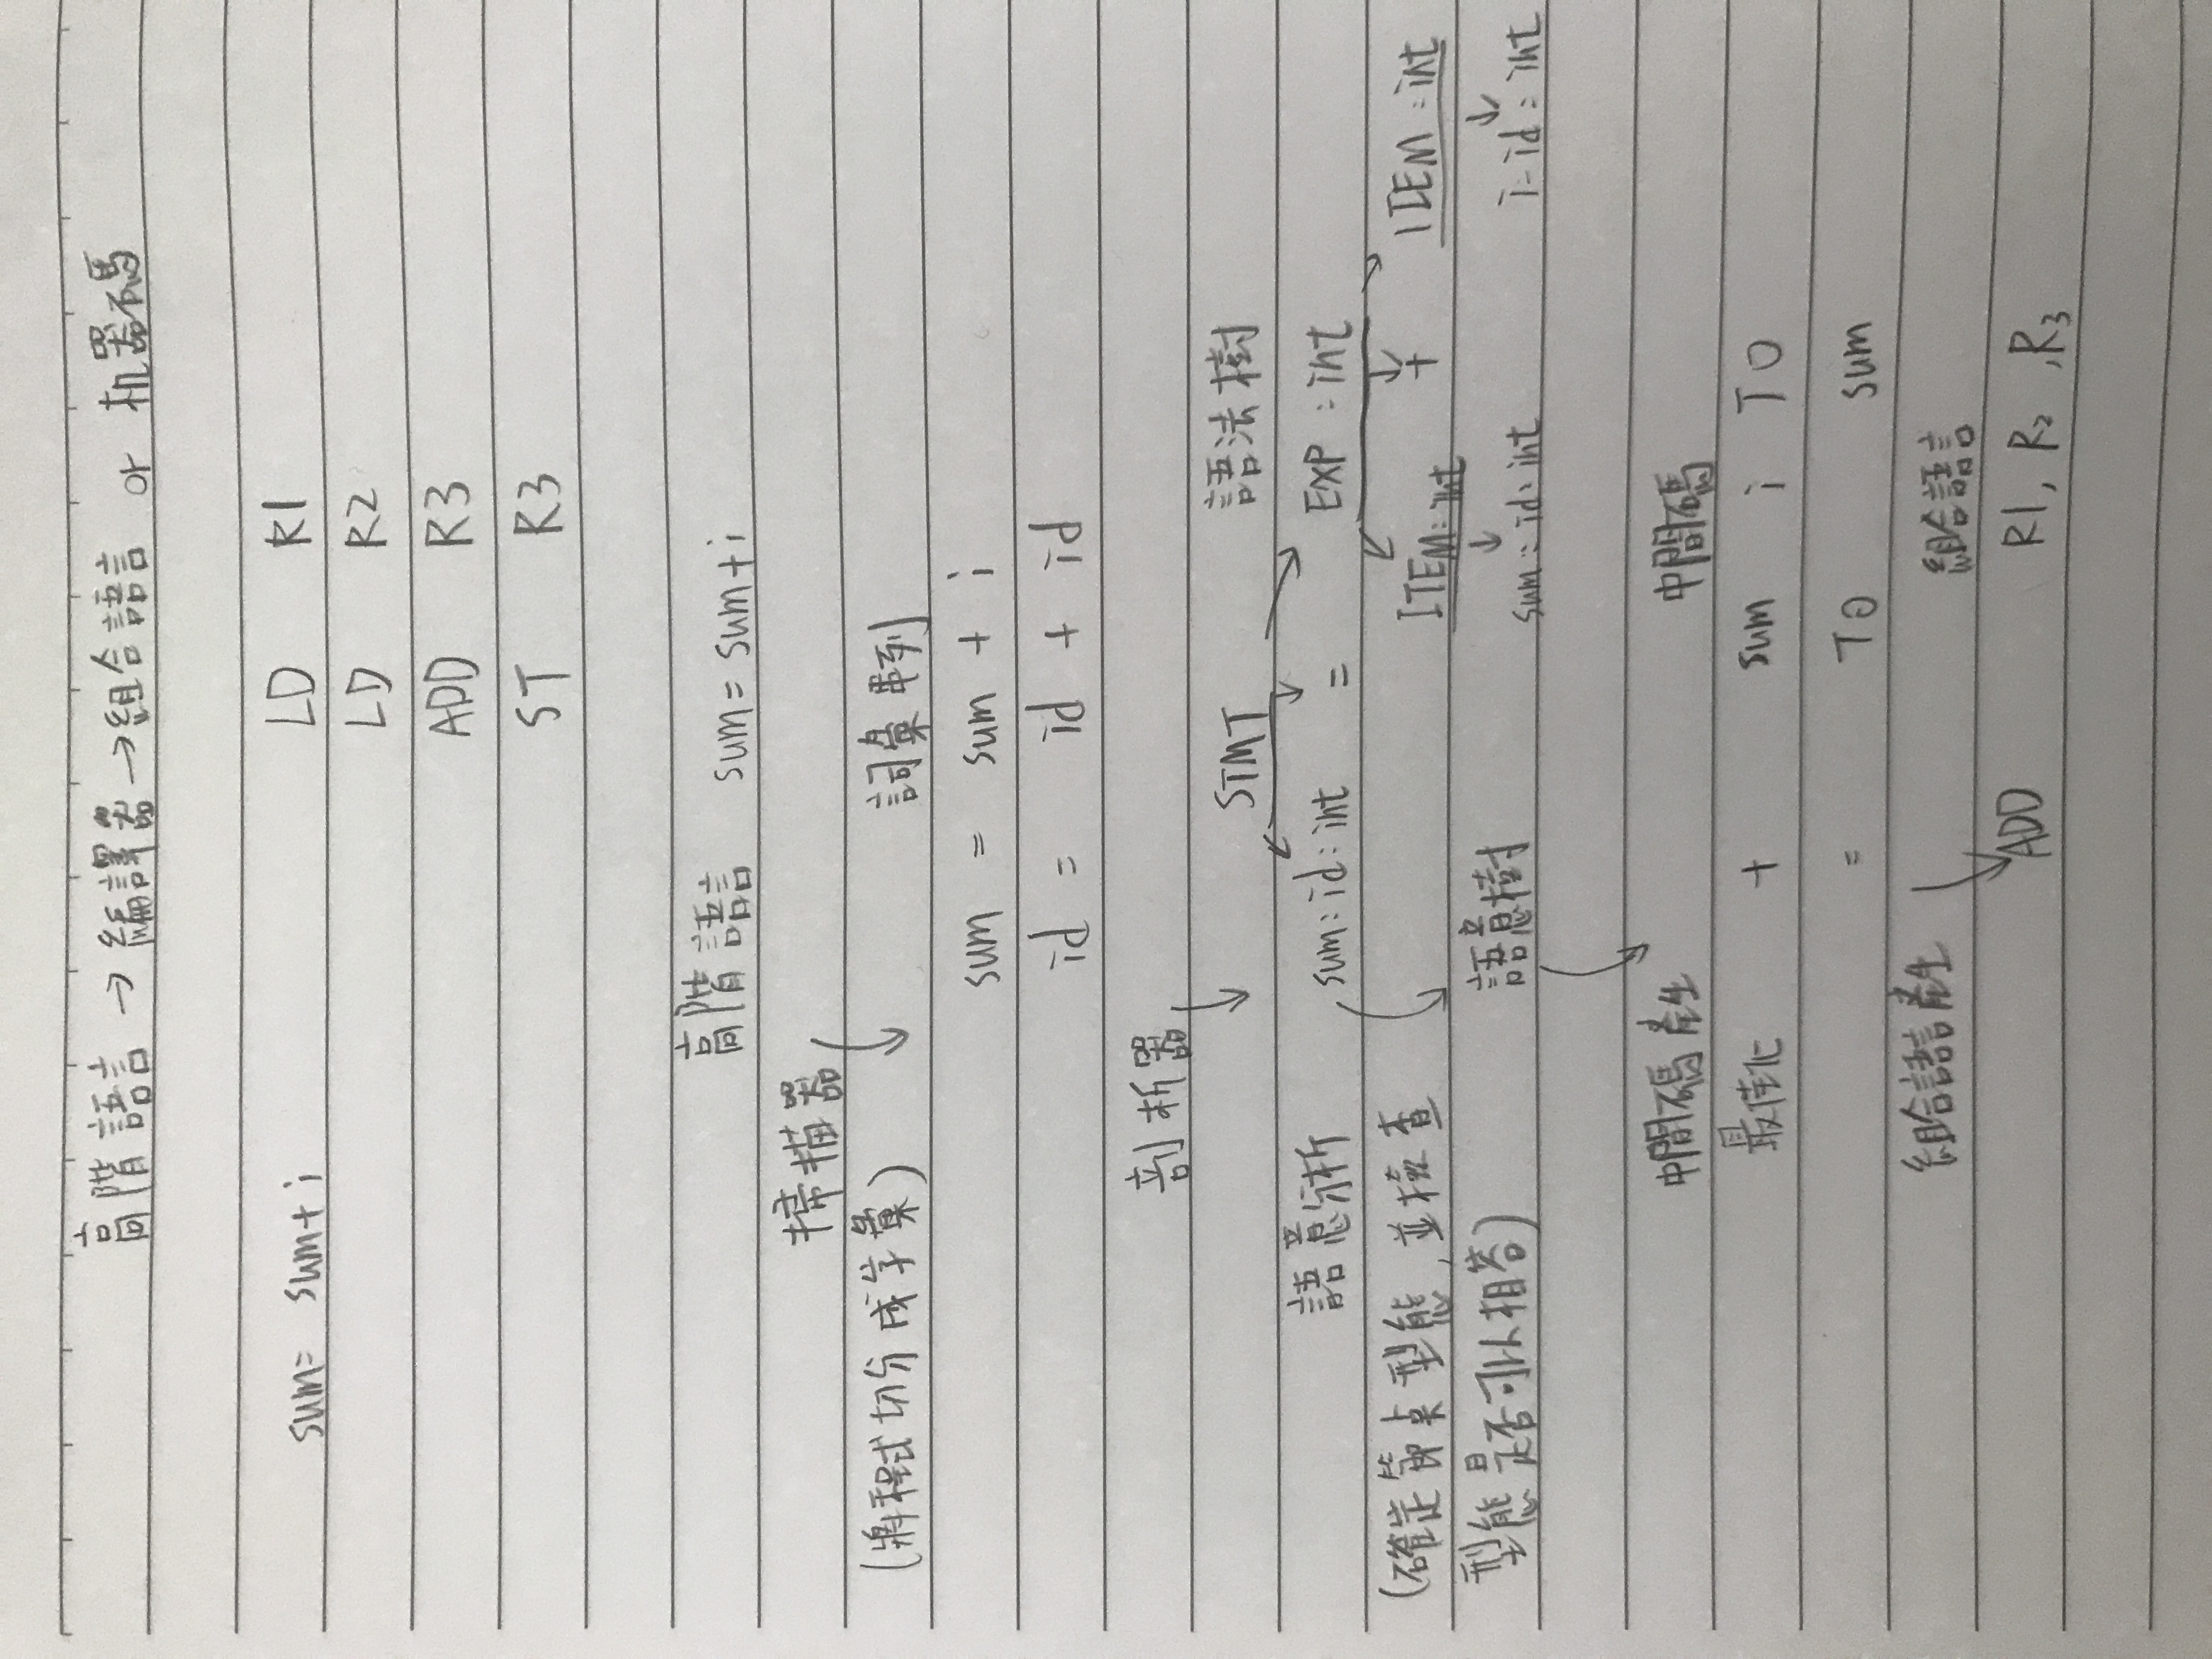 高階語言 → 編譯器 → 組合語言 or 机器碼
sum= sum+i LD R1
LD R2
ADD R3
ST R3
高階語言 sum=sum+i
掃描器
(將程式切分成字彙) 詞彙串列
sum = sum + i
id = id + id
剖析器
STMT 語法樹
語意分析 sum:id:int = EXP:int
(確定節点型態,並檢查 ITEM:int + ITEM:int
型態是否可以相容) 語意樹 sum:id:int i:id:int
中間碼產生 中間碼
最佳化 + sum i T0
= T0 sum
組合語言產生 組合語言
ADD R1, R2, R3